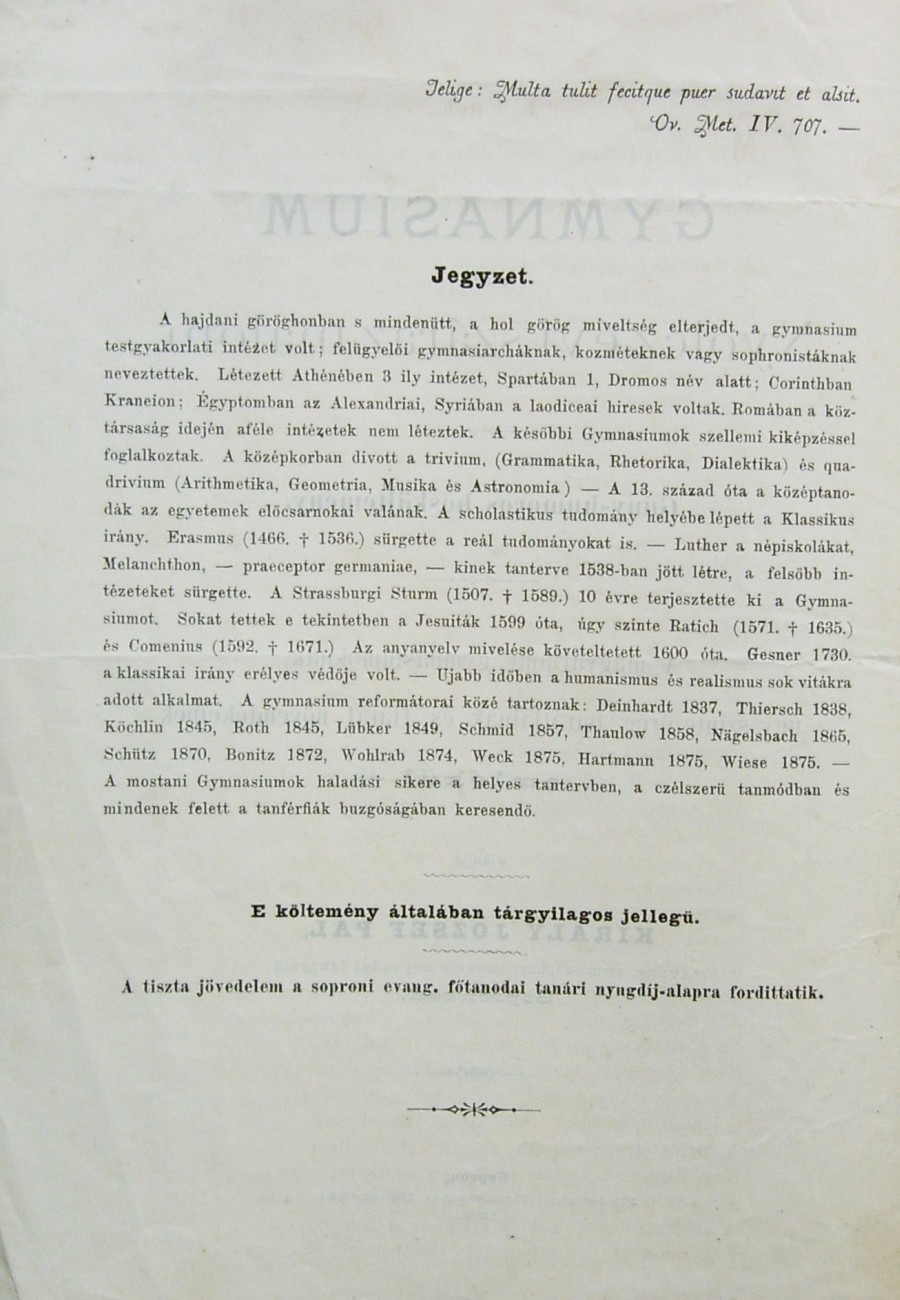 Jelige: Multa tulit fecitque puer sudavit et alsit.
Ov. Met. IV. 707. —
GYMNASIUM
Jegyzet.
A hajdani göröghonban s mindenütt, a hol görög miveltség elterjedt, a gymnasium
testgyakorlati intézet volt; felügyelői gymnasiarcháknak, kozméteknek vagy sophronistáknak
neveztettek. Létezett Athénében 3 ily intézet, Spartában 1, Dromos név alatt; Corinthban
Kraneion; Égyptomban az Alexandriai, Syriában a laodiceai hiresek voltak. Romában a köz-
társaság idején aféle intézetek nem léteztek. A későbbi Gymnasiumok szellemi kiképzéssel
foglalkoztak. A középkorban divott a trivium, (Grammatika, Rhetorika, Dialektika) és qua-
drivium (Arithmetika, Geometria, Musika és Astronomia) — A 13. század óta a középtano-
dák az egyetemek előcsarnokai valának. A scholastikus tudomány helyébe lépett a Klassikus
irány. Erasmus (1466. † 1536.) sürgette a reál tudományokat is. — Luther a népiskolákat,
Melanchthon, — praeceptor germaniae, — kinek tanterve 1538-ban jött létre, a felsőbb in-
tézeteket sürgette. A Strassburgi Sturm (1507. † 1589.) 10 évre terjesztette ki a Gymna-
siumot. Sokat tettek e tekintetben a Jesuiták 1599 óta, úgy szinte Ratich (1571. † 1635.)
és Comenius (1592. † 1671.) Az anyanyelv mivelése követeltetett 1600 óta. Gesner 1730.
a klassikai irány erélyes védője volt. — Ujabb időben a humanismus és realismus sok vitákra
adott alkalmat. A gymnasium reformátorai közé tartoznak: Deinhardt 1837, Thiersch 1838,
Köchlin 1845, Roth 1845, Lübker 1849, Schmid 1857, Thaulow 1858, Nägelsbach 1865,
Schütz 1870, Bonitz 1872, Wohlrab 1874, Weck 1875, Hartmann 1875, Wiese 1875. —
A mostani Gymnasiumok haladási sikere a helyes tantervben, a czélszerü tanmódban és
mindenek felett a tanférfiák buzgóságában keresendő.
E költemény általában tárgyilagos jellegü.
KIRÁLY JÓZSEF PÁL,
A tiszta jövedelem a soproni evang. főtanodai tanári nyugdíj-alapra fordittatik.